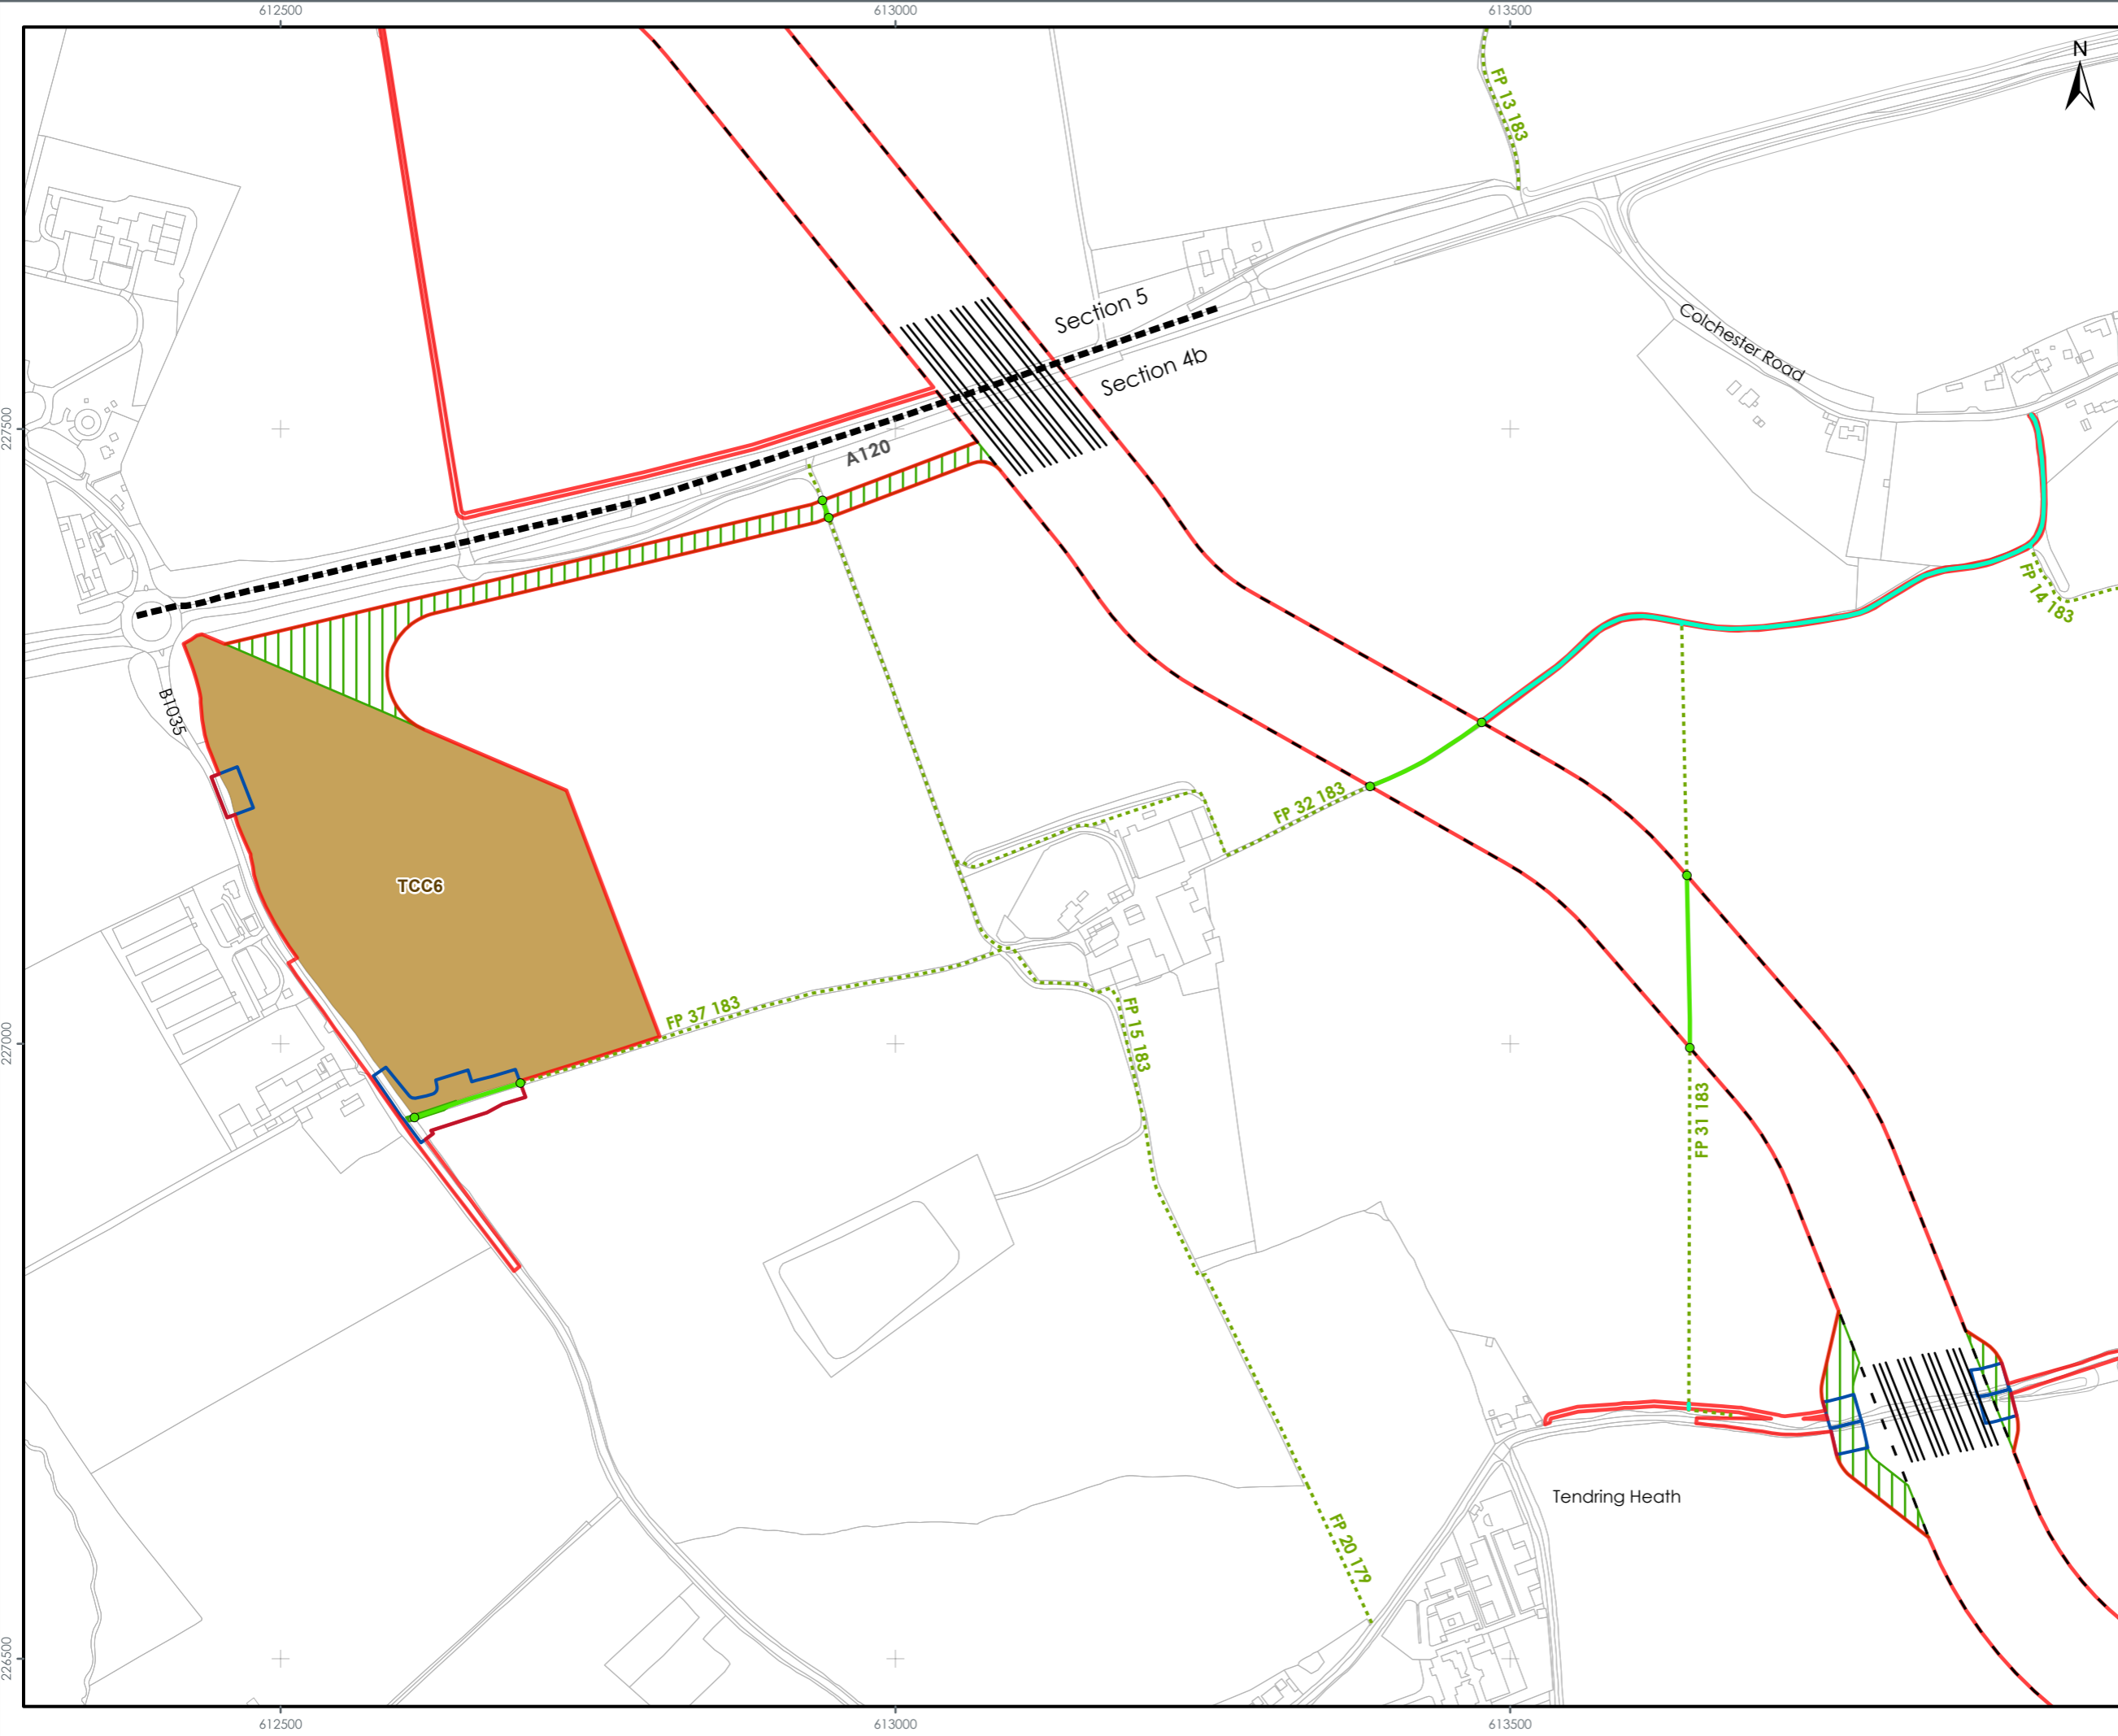 612500
613000
613500
N
FP 13 183
Section 5
Section 4b
Colchester Road
227500
A120
FP 14 183
B1035
FP 32 183
TCC6
FP 37 183
FP 15 183
227000
FP 31 183
Tendring Heath
FP 20 179
226500
612500
613000
613500